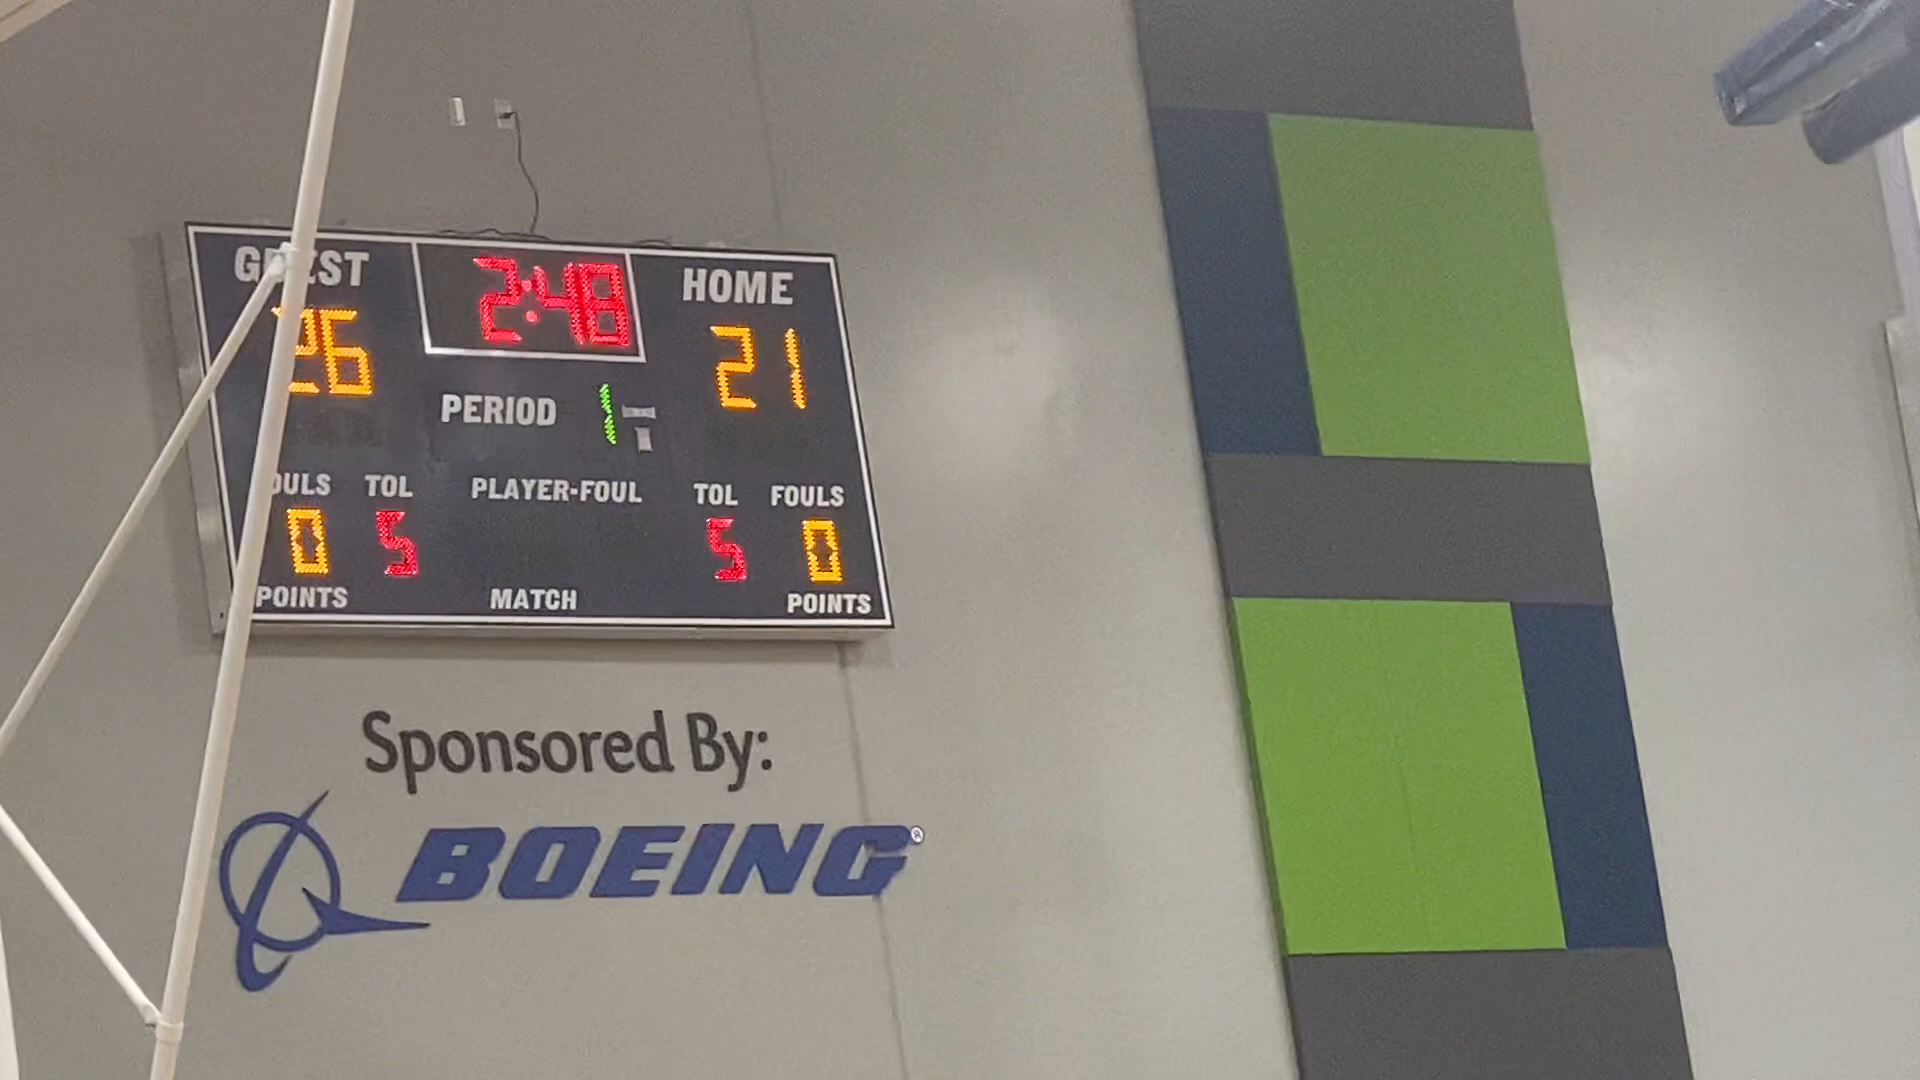 GUEST 2:48 HOME
26 21
PERIOD 1
FOULS TOL PLAYER-FOUL TOL FOULS
0 5 5 0
POINTS MATCH POINTS
Sponsored By:
BOEING®